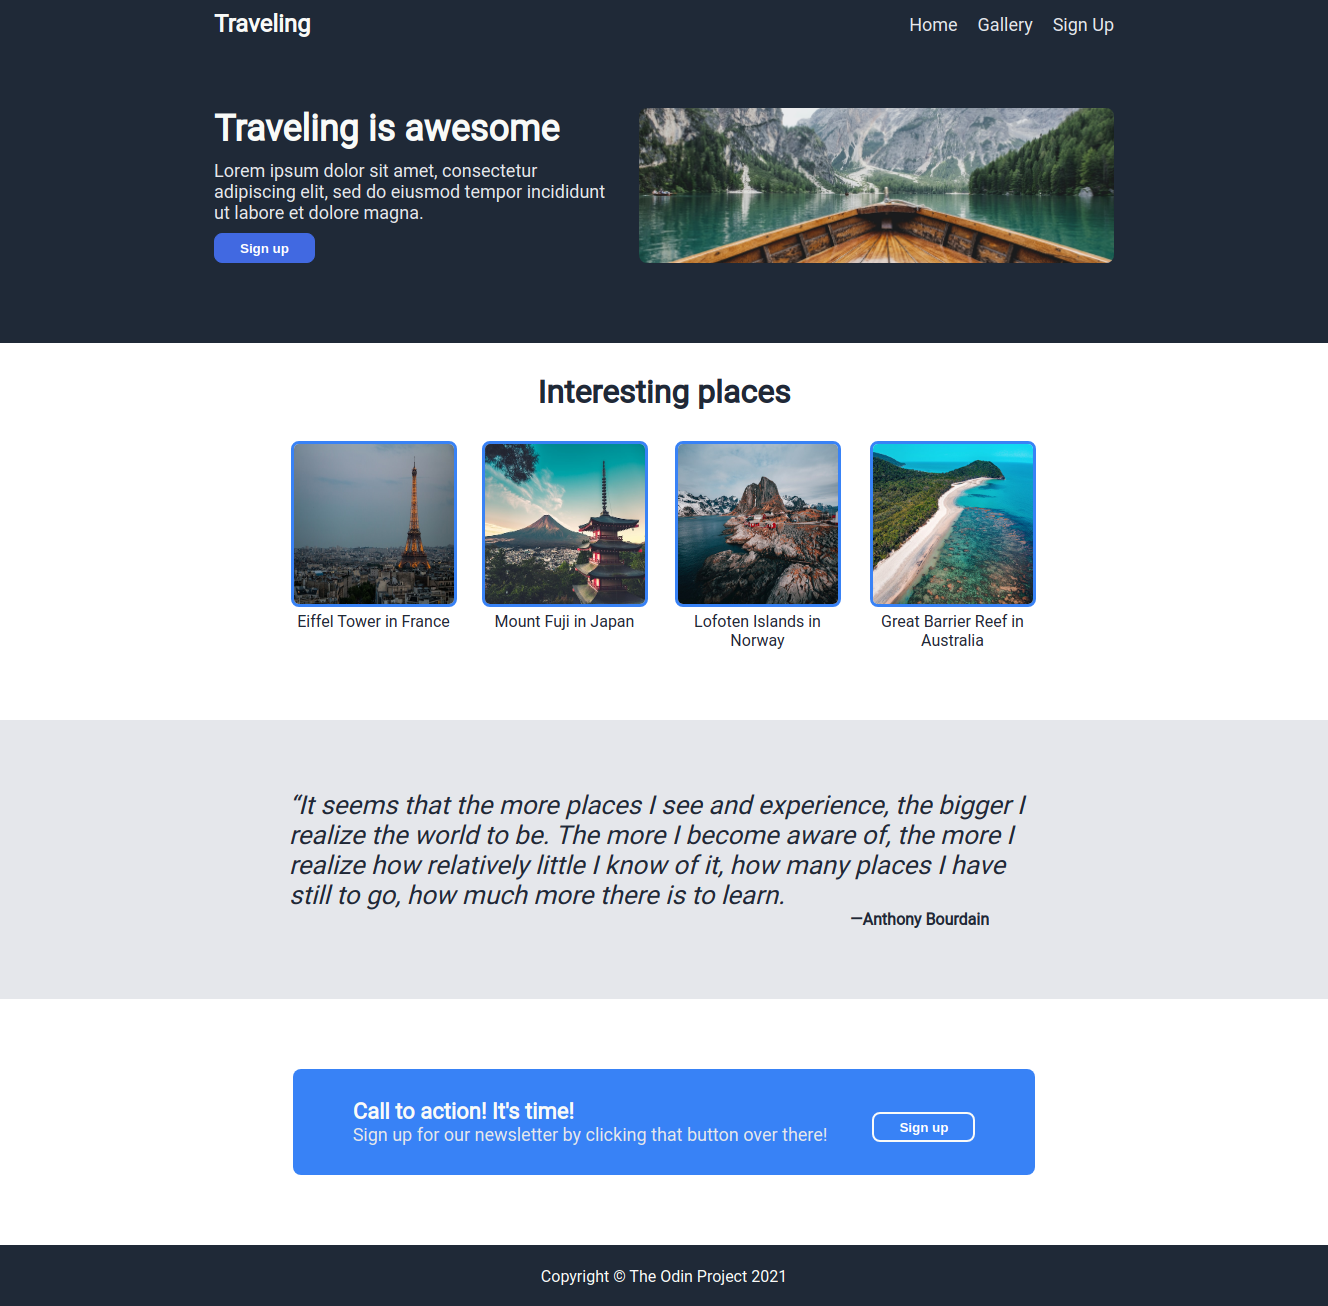 Traveling
Home Gallery Sign Up
Traveling is awesome
Lorem ipsum dolor sit amet, consectetur
adipiscing elit, sed do eiusmod tempor incididunt
ut labore et dolore magna.
Sign up
Interesting places
Eiffel Tower in France
Mount Fuji in Japan
Lofoten Islands in
Norway
Great Barrier Reef in
Australia
“It seems that the more places I see and experience, the bigger I
realize the world to be. The more I become aware of, the more I
realize how relatively little I know of it, how many places I have
still to go, how much more there is to learn.
—Anthony Bourdain
Call to action! It's time!
Sign up for our newsletter by clicking that button over there!
Sign up
Copyright © The Odin Project 2021